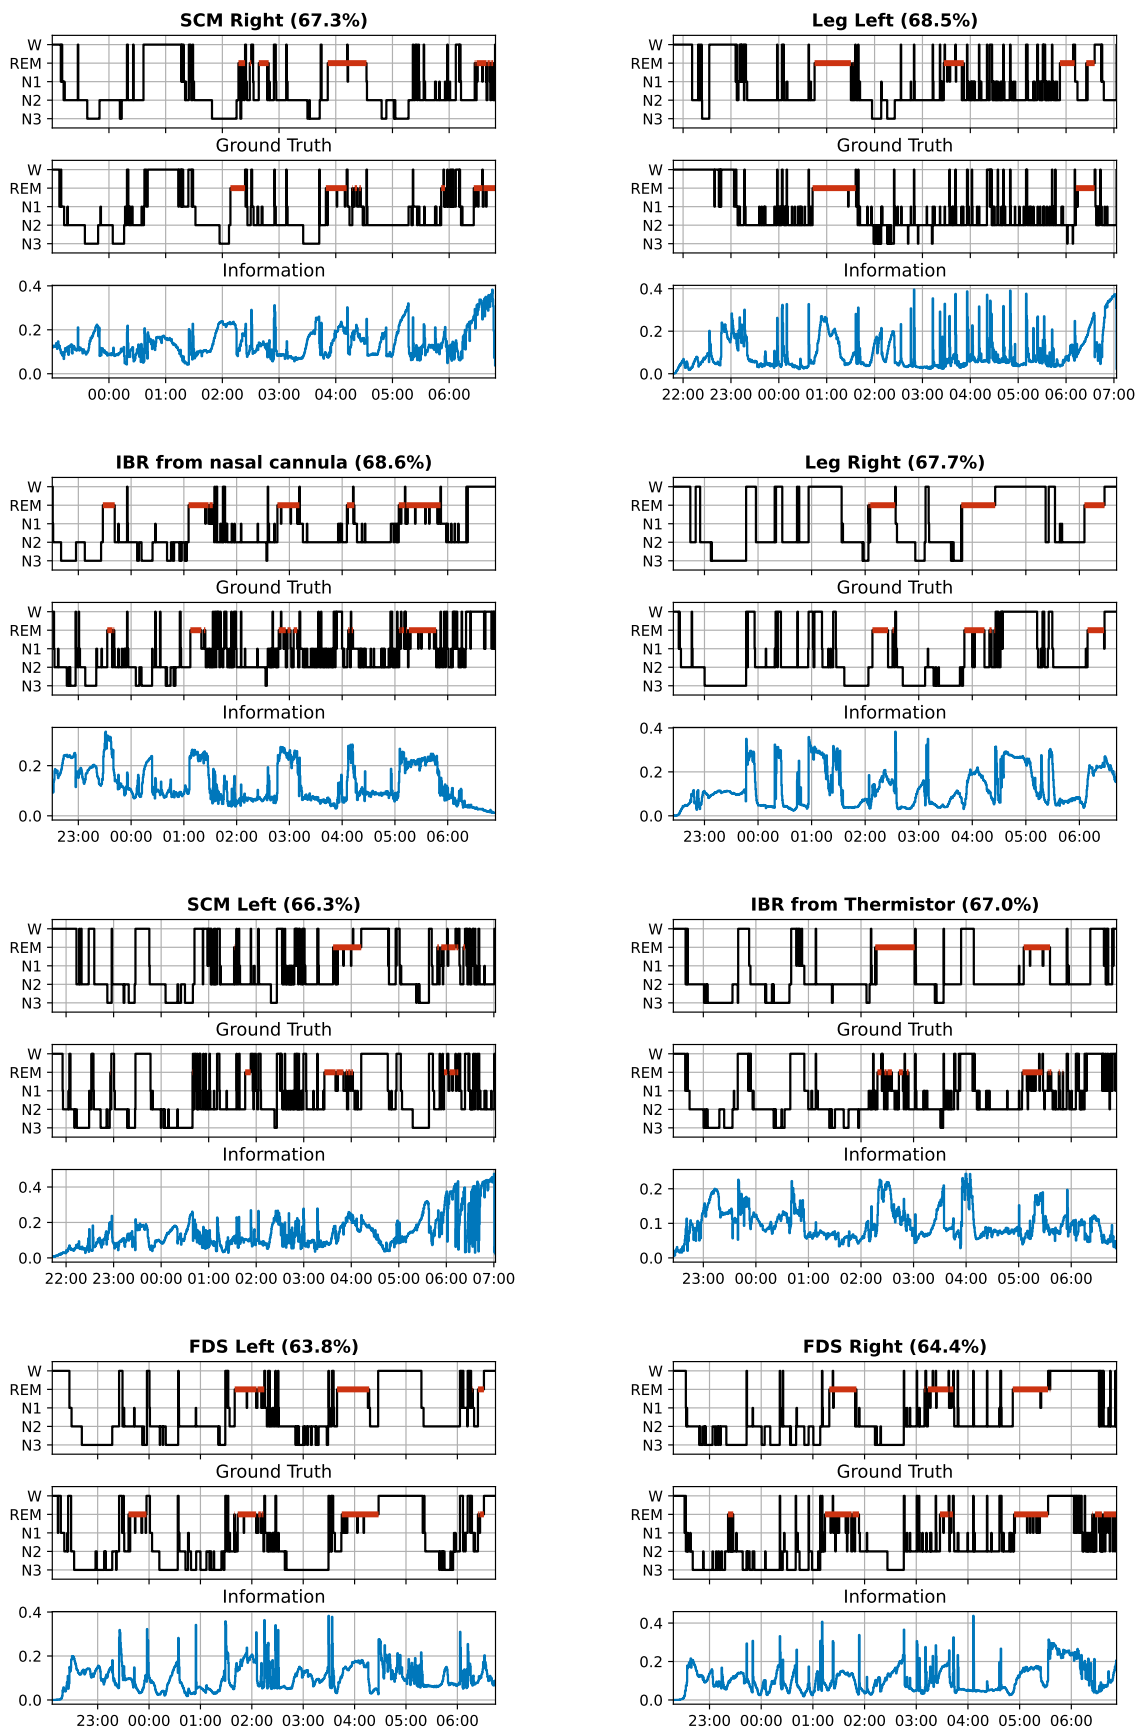 SCM Right (67.3%)
W
REM
N1
N2
N3
Ground Truth
W
REM
N1
N2
N3
Information
0.4
0.2
0.0
00:00 01:00 02:00 03:00 04:00 05:00 06:00
Leg Left (68.5%)
W
REM
N1
N2
N3
Ground Truth
W
REM
N1
N2
N3
Information
0.4
0.2
0.0
22:00 23:00 00:00 01:00 02:00 03:00 04:00 05:00 06:00 07:00
IBR from nasal cannula (68.6%)
W
REM
N1
N2
N3
Ground Truth
W
REM
N1
N2
N3
Information
0.2
0.0
23:00 00:00 01:00 02:00 03:00 04:00 05:00 06:00
Leg Right (67.7%)
W
REM
N1
N2
N3
Ground Truth
W
REM
N1
N2
N3
Information
0.4
0.2
0.0
23:00 00:00 01:00 02:00 03:00 04:00 05:00 06:00
SCM Left (66.3%)
W
REM
N1
N2
N3
Ground Truth
W
REM
N1
N2
N3
Information
0.4
0.2
0.0
22:00 23:00 00:00 01:00 02:00 03:00 04:00 05:00 06:00 07:00
IBR from Thermistor (67.0%)
W
REM
N1
N2
N3
Ground Truth
W
REM
N1
N2
N3
Information
0.2
0.1
0.0
23:00 00:00 01:00 02:00 03:00 04:00 05:00 06:00
FDS Left (63.8%)
W
REM
N1
N2
N3
Ground Truth
W
REM
N1
N2
N3
Information
0.4
0.2
0.0
23:00 00:00 01:00 02:00 03:00 04:00 05:00 06:00
FDS Right (64.4%)
W
REM
N1
N2
N3
Ground Truth
W
REM
N1
N2
N3
Information
0.4
0.2
0.0
23:00 00:00 01:00 02:00 03:00 04:00 05:00 06:00